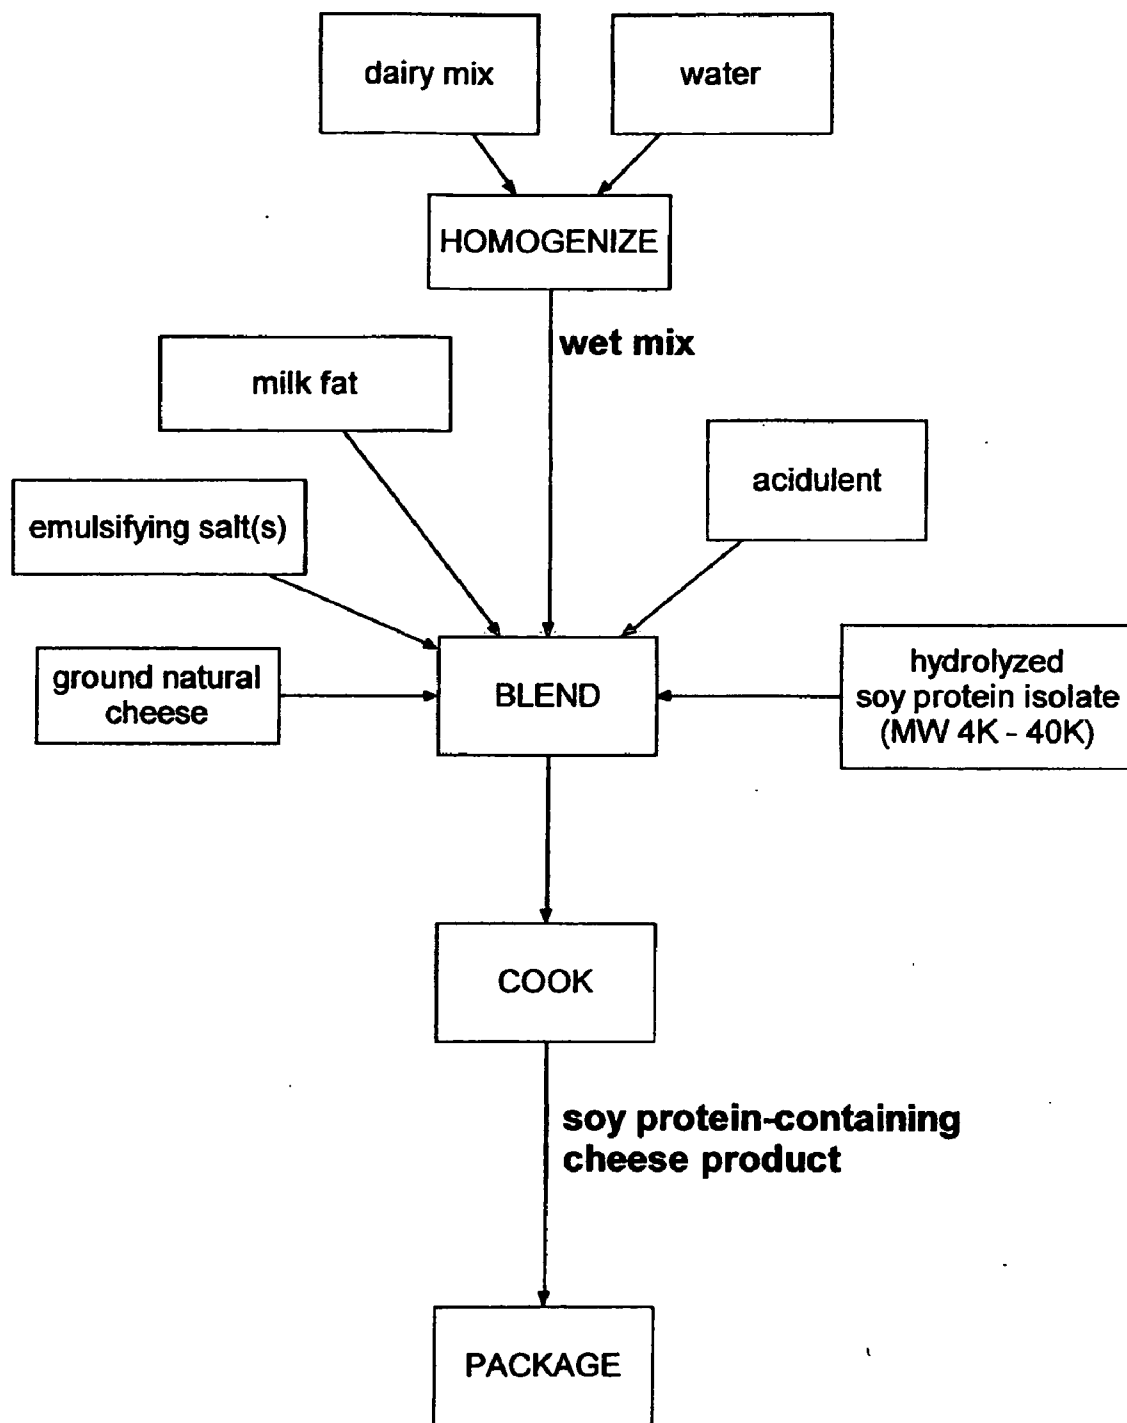 dairy mix
water
HOMOGENIZE
wet mix
milk fat
acidulent
emulsifying salt(s)
ground natural
cheese
BLEND
hydrolyzed
soy protein isolate
(MW 4K - 40K)
COOK
soy protein-containing
cheese product
PACKAGE